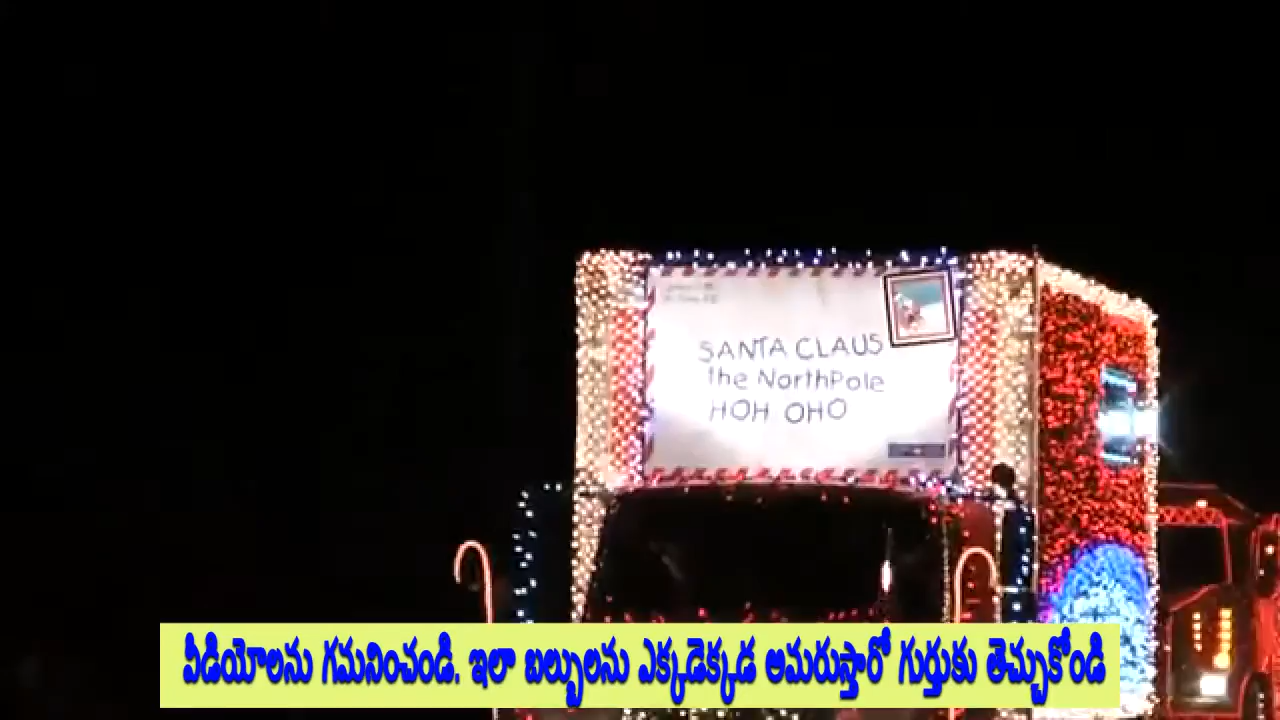 SANTA CLAUS
the NorthPole
HOH OHO
వీడియోలను గమనించండి. ఇలా బల్బులను ఎక్కడెక్కడ అమరుస్తారో గుర్తుకు తెచ్చుకోండి